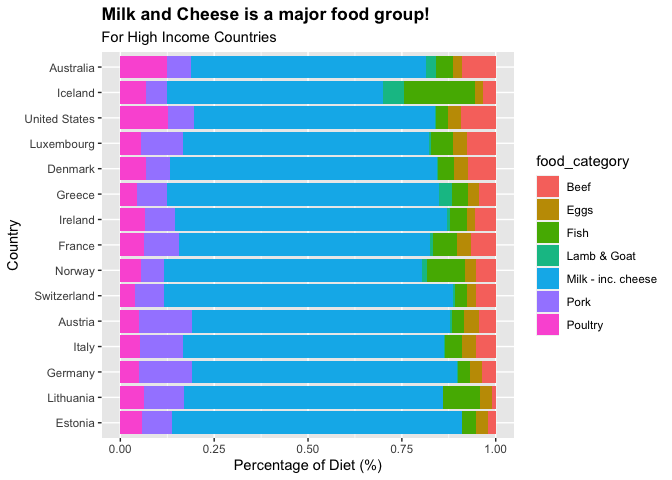 Milk and Cheese is a major food group!
For High Income Countries
Australia
Iceland
United States
Luxembourg
Denmark
Greece
Ireland
France
Norway
Switzerland
Austria
Italy
Germany
Lithuania
Estonia
Country
0.00 0.25 0.50 0.75 1.00
Percentage of Diet (%)
food_category
Beef
Eggs
Fish
Lamb & Goat
Milk - inc. cheese
Pork
Poultry